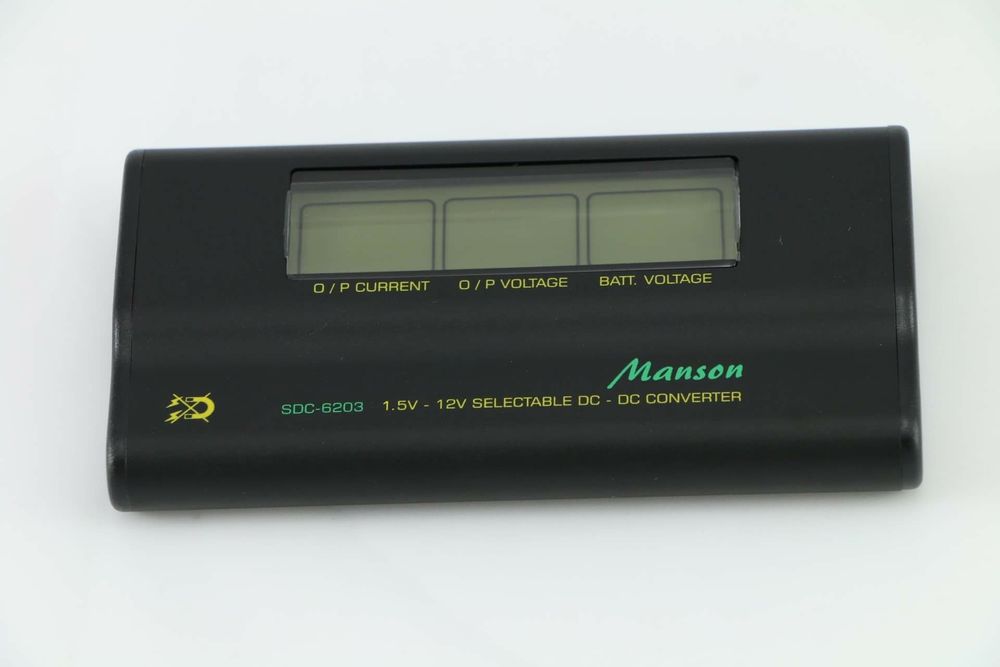 O / P CURRENT O / P VOLTAGE BATT. VOLTAGE
Manson
SDC-6203 1.5V - 12V SELECTABLE DC - DC CONVERTER